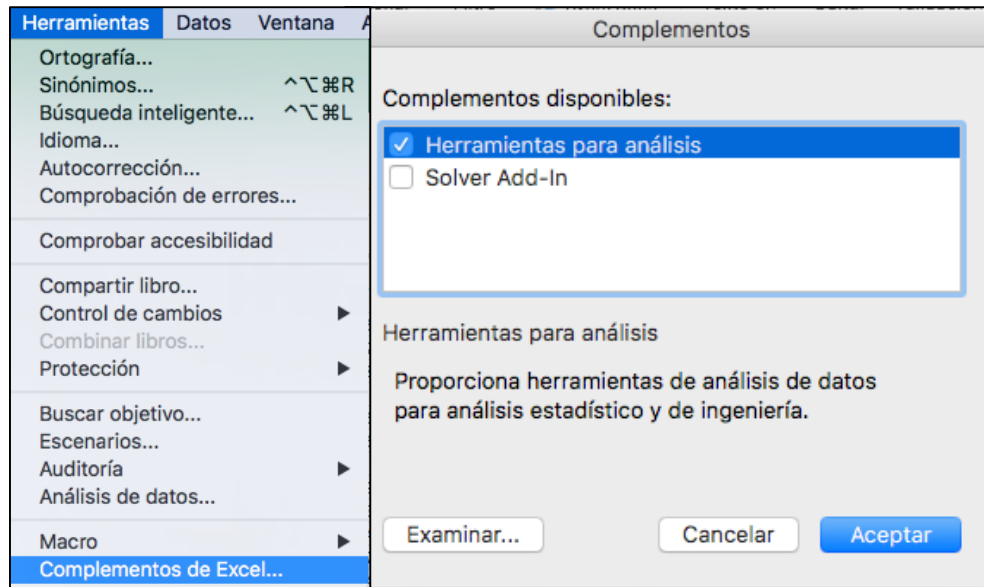 Herramientas Datos Ventana
Ortografía...
Sinónimos... ^⌥⌘R
Búsqueda inteligente... ^⌥⌘L
Idioma...
Autocorrección...
Comprobación de errores...
Comprobar accesibilidad
Compartir libro...
Control de cambios
Combinar libros...
Protección
Buscar objetivo...
Escenarios...
Auditoría
Análisis de datos...
Macro
Complementos de Excel...
Complementos
Complementos disponibles:
Herramientas para análisis
Solver Add-In
Herramientas para análisis
Proporciona herramientas de análisis de datos
para análisis estadístico y de ingeniería.
Examinar... Cancelar Aceptar